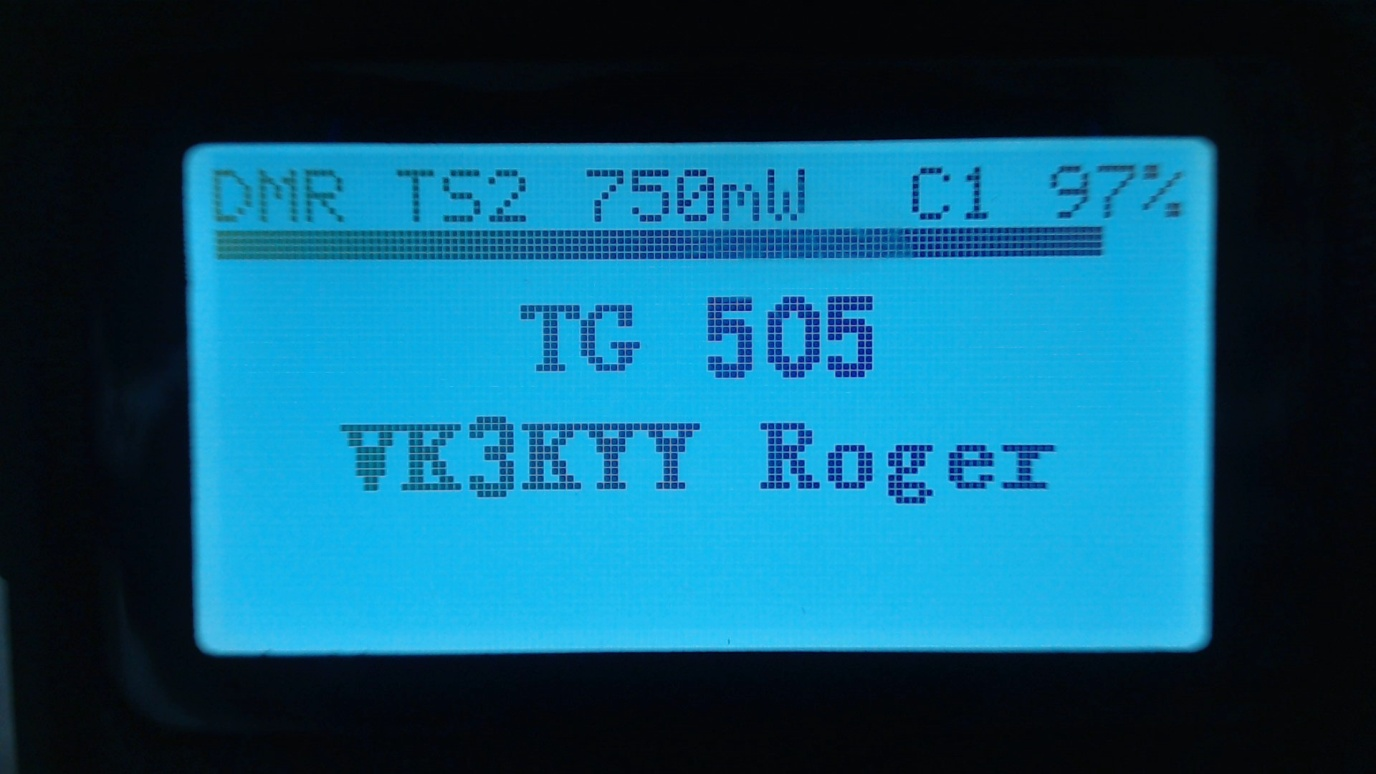 DMR TS2 750mW C1 97%
TG 505
VK3KYY Roger